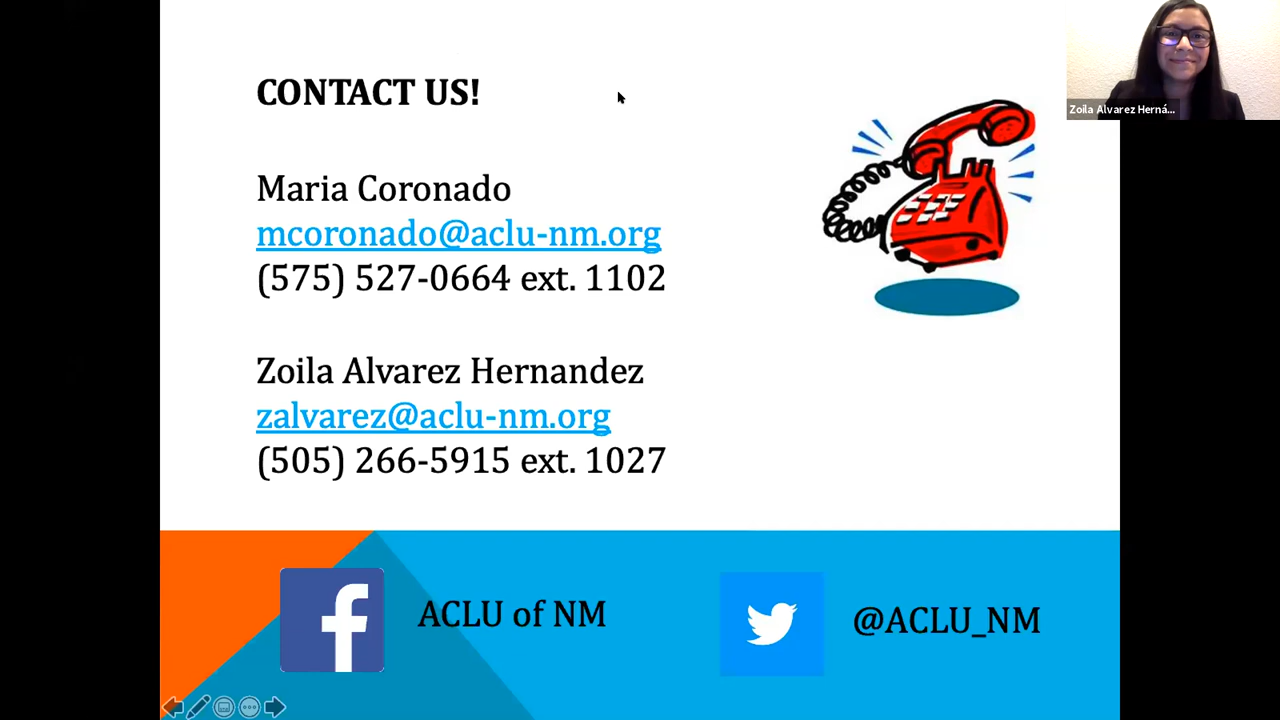 CONTACT US!
Zoila Alvarez Herná...
Maria Coronado
mcoronado@aclu-nm.org
(575) 527-0664 ext. 1102
Zoila Alvarez Hernandez
zalvarez@aclu-nm.org
(505) 266-5915 ext. 1027
ACLU of NM
@ACLU_NM